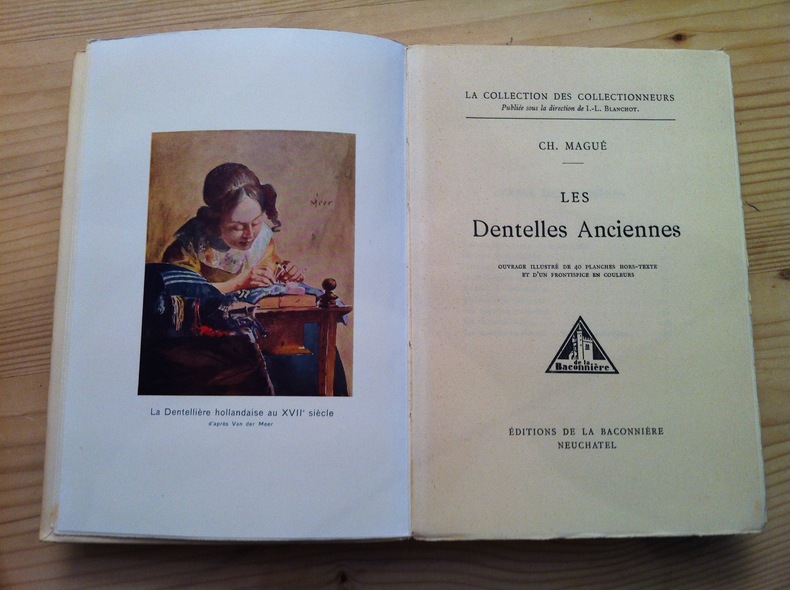 Meer
La Dentellière hollandaise au XVIIᵉ siècle
d'après Van der Meer
LA COLLECTION DES COLLECTIONNEURS
Publiée sous la direction de I.-L. BLANCHOT.
CH. MAGUÉ
LES
Dentelles Anciennes
OUVRAGE ILLUSTRÉ DE 40 PLANCHES HORS-TEXTE
ET D'UN FRONTISPICE EN COULEURS
de la
Baconnière
ÉDITIONS DE LA BACONNIÈRE
NEUCHATEL